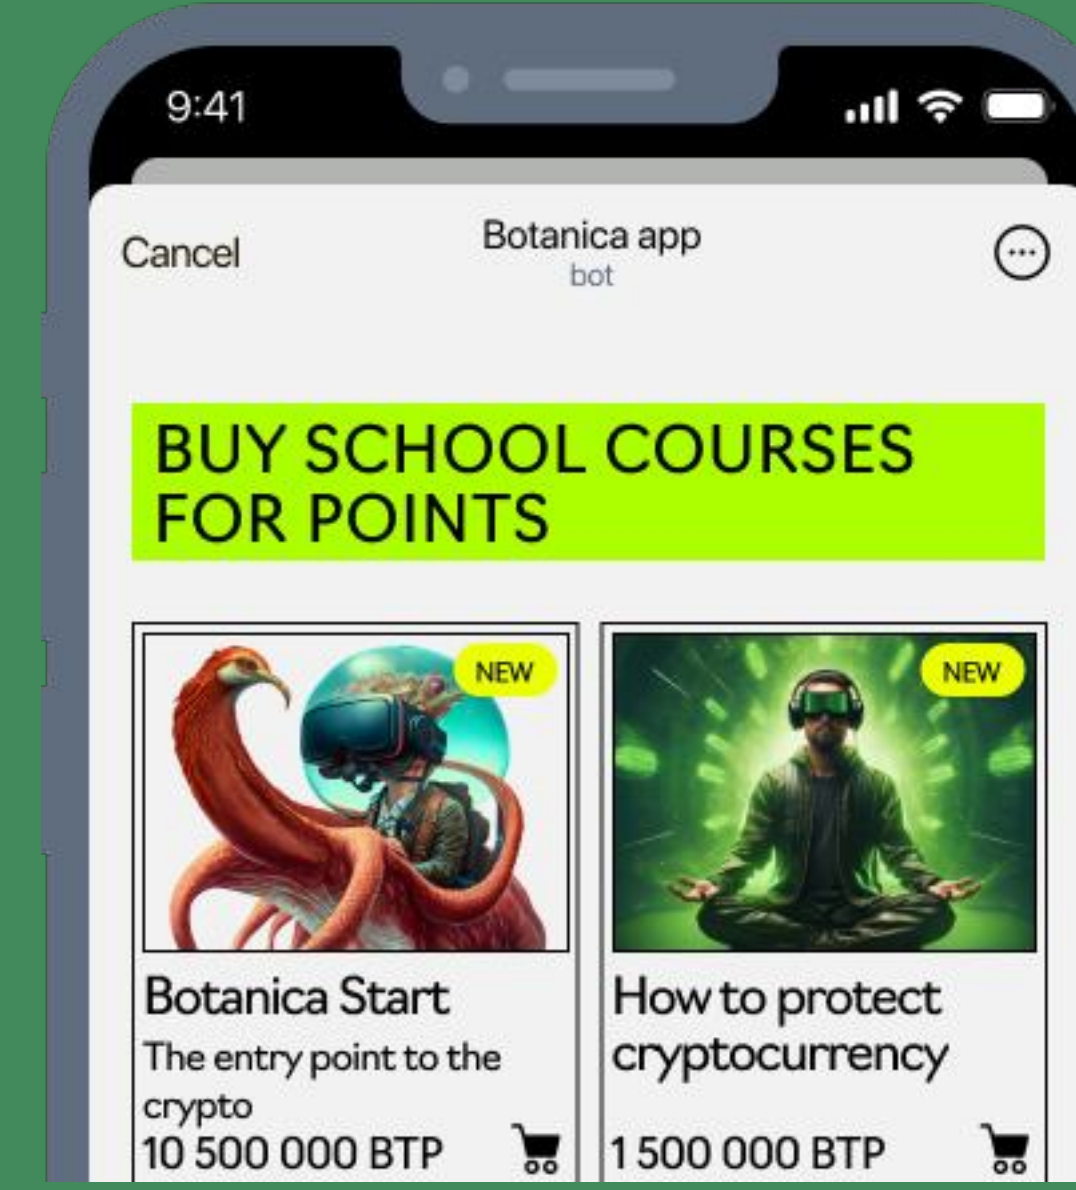 9:41
Cancel
Botanica app
bot
BUY SCHOOL COURSES
FOR POINTS
NEW
NEW
Botanica Start
The entry point to the
crypto
10 500 000 BTP
How to protect
cryptocurrency
1 500 000 BTP